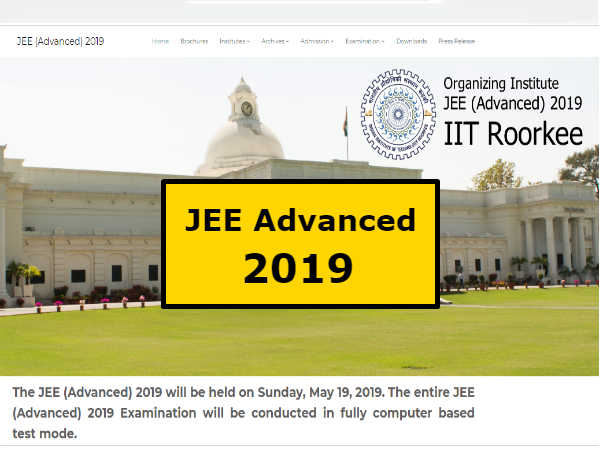 JEE (Advanced) 2019 Home Brochures Institutes Archives Admission Examination Downloads Press Release
Organizing Institute
JEE (Advanced) 2019
IIT Roorkee
JEE Advanced
2019
The JEE (Advanced) 2019 will be held on Sunday, May 19, 2019. The entire JEE
(Advanced) 2019 Examination will be conducted in fully computer based
test mode.